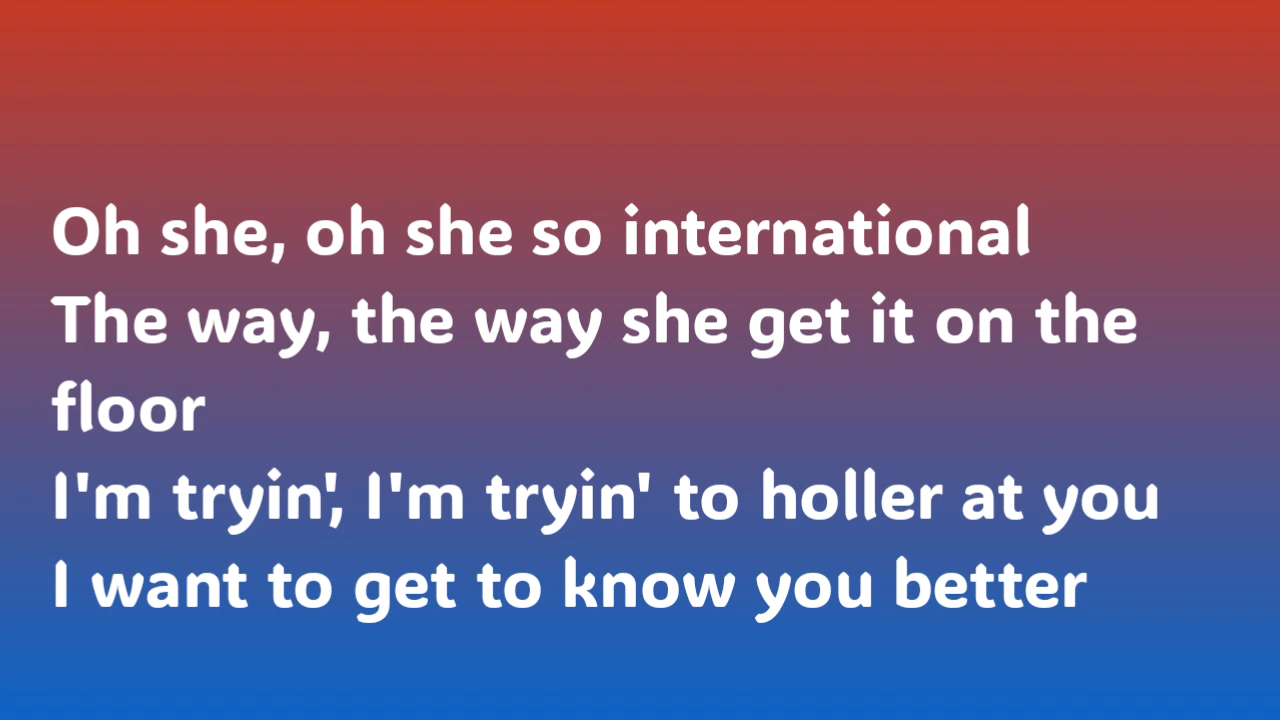 Oh she, oh she so international
The way, the way she get it on the
floor
I'm tryin', I'm tryin' to holler at you
I want to get to know you better